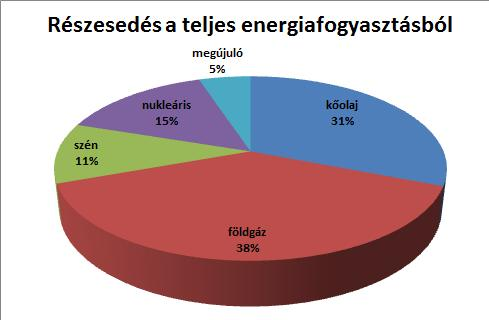 Részesedés a teljes energiafogyasztásból
megújuló
5%
kőolaj
31%
nukleáris
15%
szén
11%
földgáz
38%